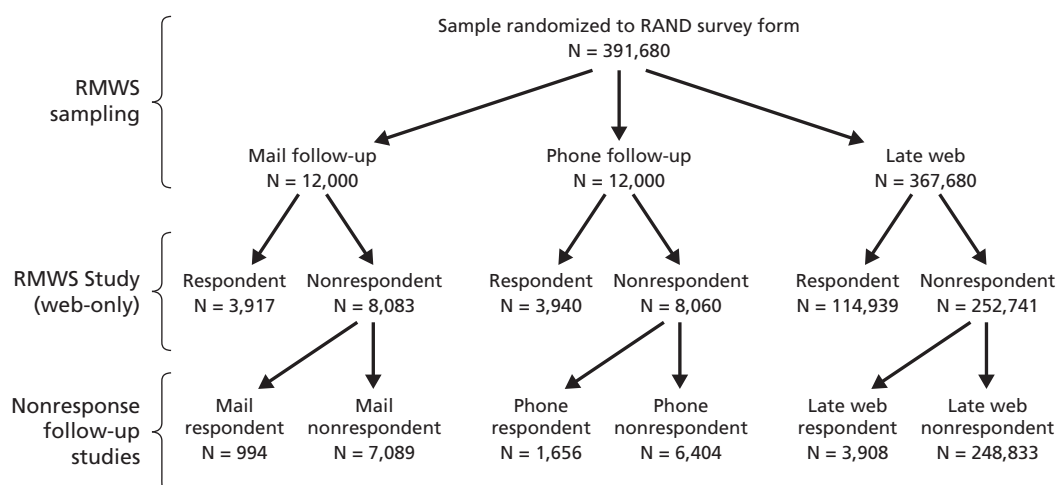 Sample randomized to RAND survey form
N = 391,680
RMWS
sampling
Mail follow-up
N = 12,000
Phone follow-up
N = 12,000
Late web
N = 367,680
RMWS Study
(web-only)
Respondent
N = 3,917
Nonrespondent
N = 8,083
Respondent
N = 3,940
Nonrespondent
N = 8,060
Respondent
N = 114,939
Nonrespondent
N = 252,741
Nonresponse
follow-up
studies
Mail
respondent
N = 994
Mail
nonrespondent
N = 7,089
Phone
respondent
N = 1,656
Phone
nonrespondent
N = 6,404
Late web
respondent
N = 3,908
Late web
nonrespondent
N = 248,833